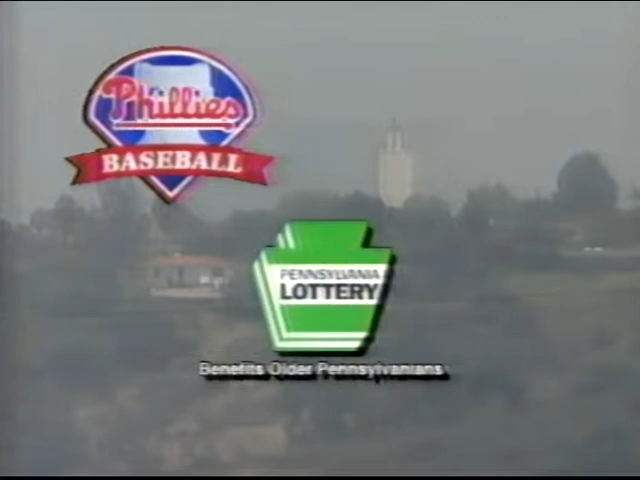 Phillies
BASEBALL
PENNSYLVANIA
LOTTERY
Benefits Older Pennsylvanians